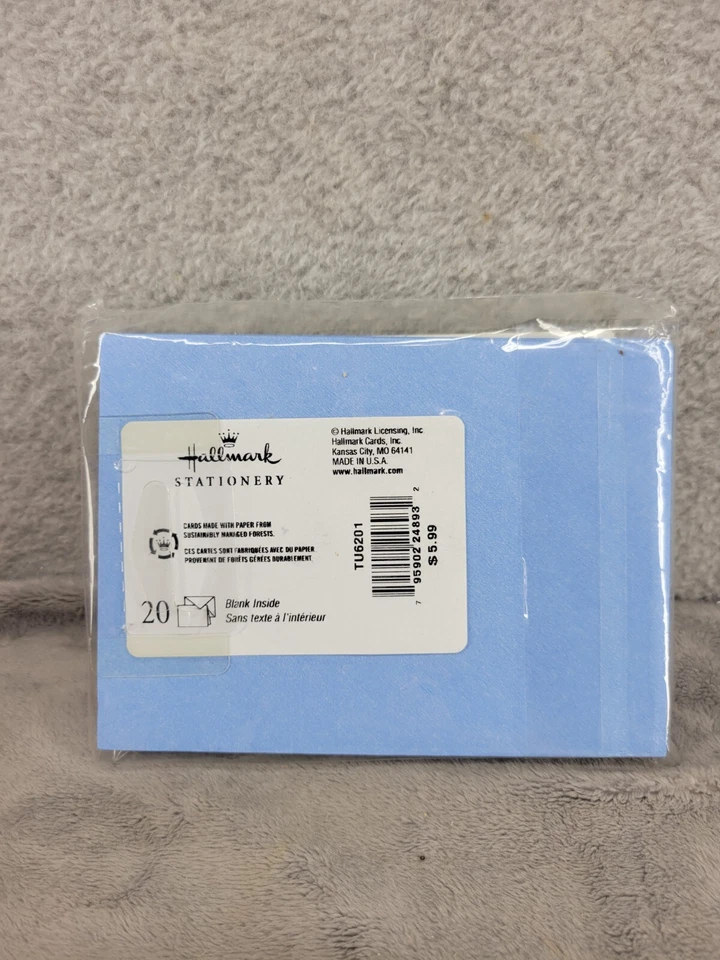 Hallmark
STATIONERY
CARDS MADE WITH PAPER FROM
SUSTAINABLY MANAGED FORESTS.
CES CARTES SONT FABRIQUÉES AVEC DU PAPIER
PROVENANT DE FORÊTS GÉRÉES DURABLEMENT.
20
Blank Inside
Sans texte à l'intérieur
© Hallmark Licensing, Inc
Hallmark Cards, Inc.
Kansas City, MO 64141
MADE IN U.S.A.
www.hallmark.com
TU6201
7 95902 24893 2
$ 5.99